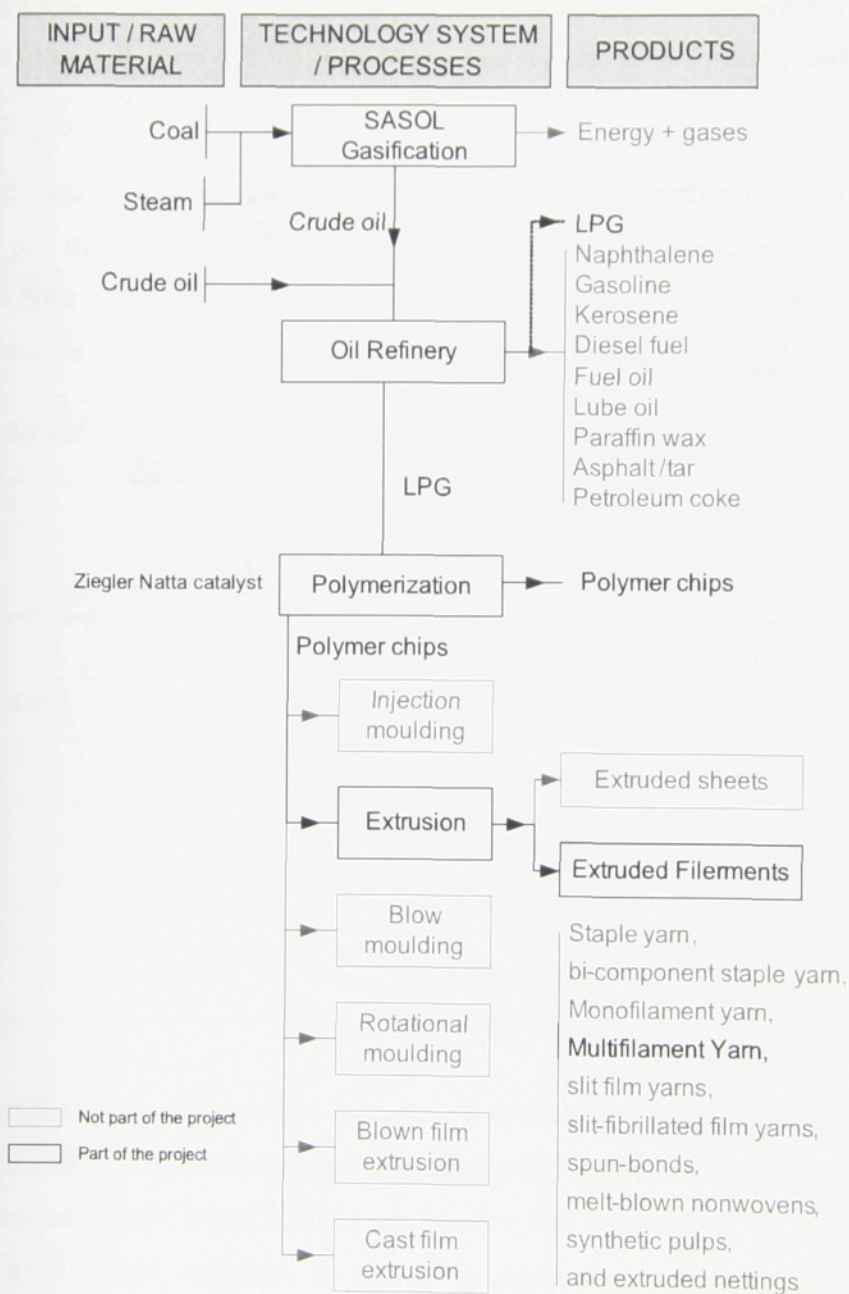 INPUT / RAW
MATERIAL
TECHNOLOGY SYSTEM
/ PROCESSES
PRODUCTS
Coal
SASOL
Gasification
Energy + gases
Steam
Crude oil
LPG
Naphthalene
Crude oil
Gasoline
Kerosene
Oil Refinery
Diesel fuel
Fuel oil
Lube oil
Paraffin wax
Asphalt/tar
Petroleum coke
LPG
Ziegler Natta catalyst
Polymerization
Polymer chips
Polymer chips
Injection
moulding
Extrusion
Extruded sheets
Extruded Filerments
Blow
moulding
Rotational
moulding
Blown film
extrusion
Cast film
extrusion
Staple yarn,
bi-component staple yarn,
Monofilament yarn,
Multifilament Yarn,
slit film yarns,
slit-fibrillated film yarns,
spun-bonds,
melt-blown nonwovens,
synthetic pulps,
and extruded nettings
Not part of the project
Part of the project